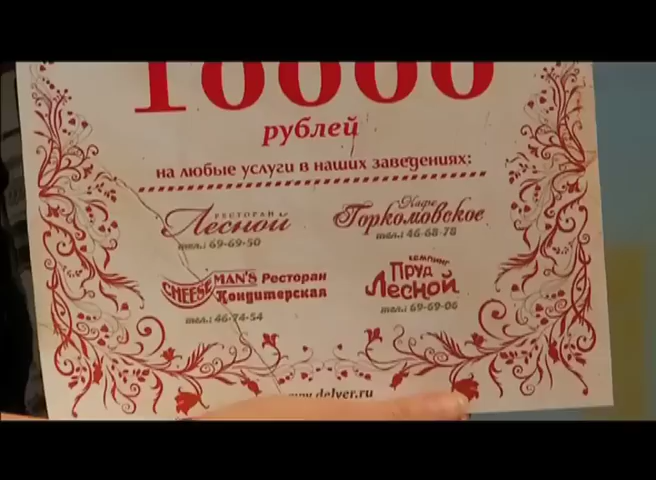 10000
рублей
на любые услуги в наших заведениях:
РЕСТОРАН
Лесной
тел.: 69-69-50
Кафе
Горкомовское
тел.: 46-68-78
CHEESEMAN'S Ресторан
Кондитерская
тел.: 46-74-54
кемпинг
Пруд
Лесной
тел.: 69-69-06
www.delver.ru